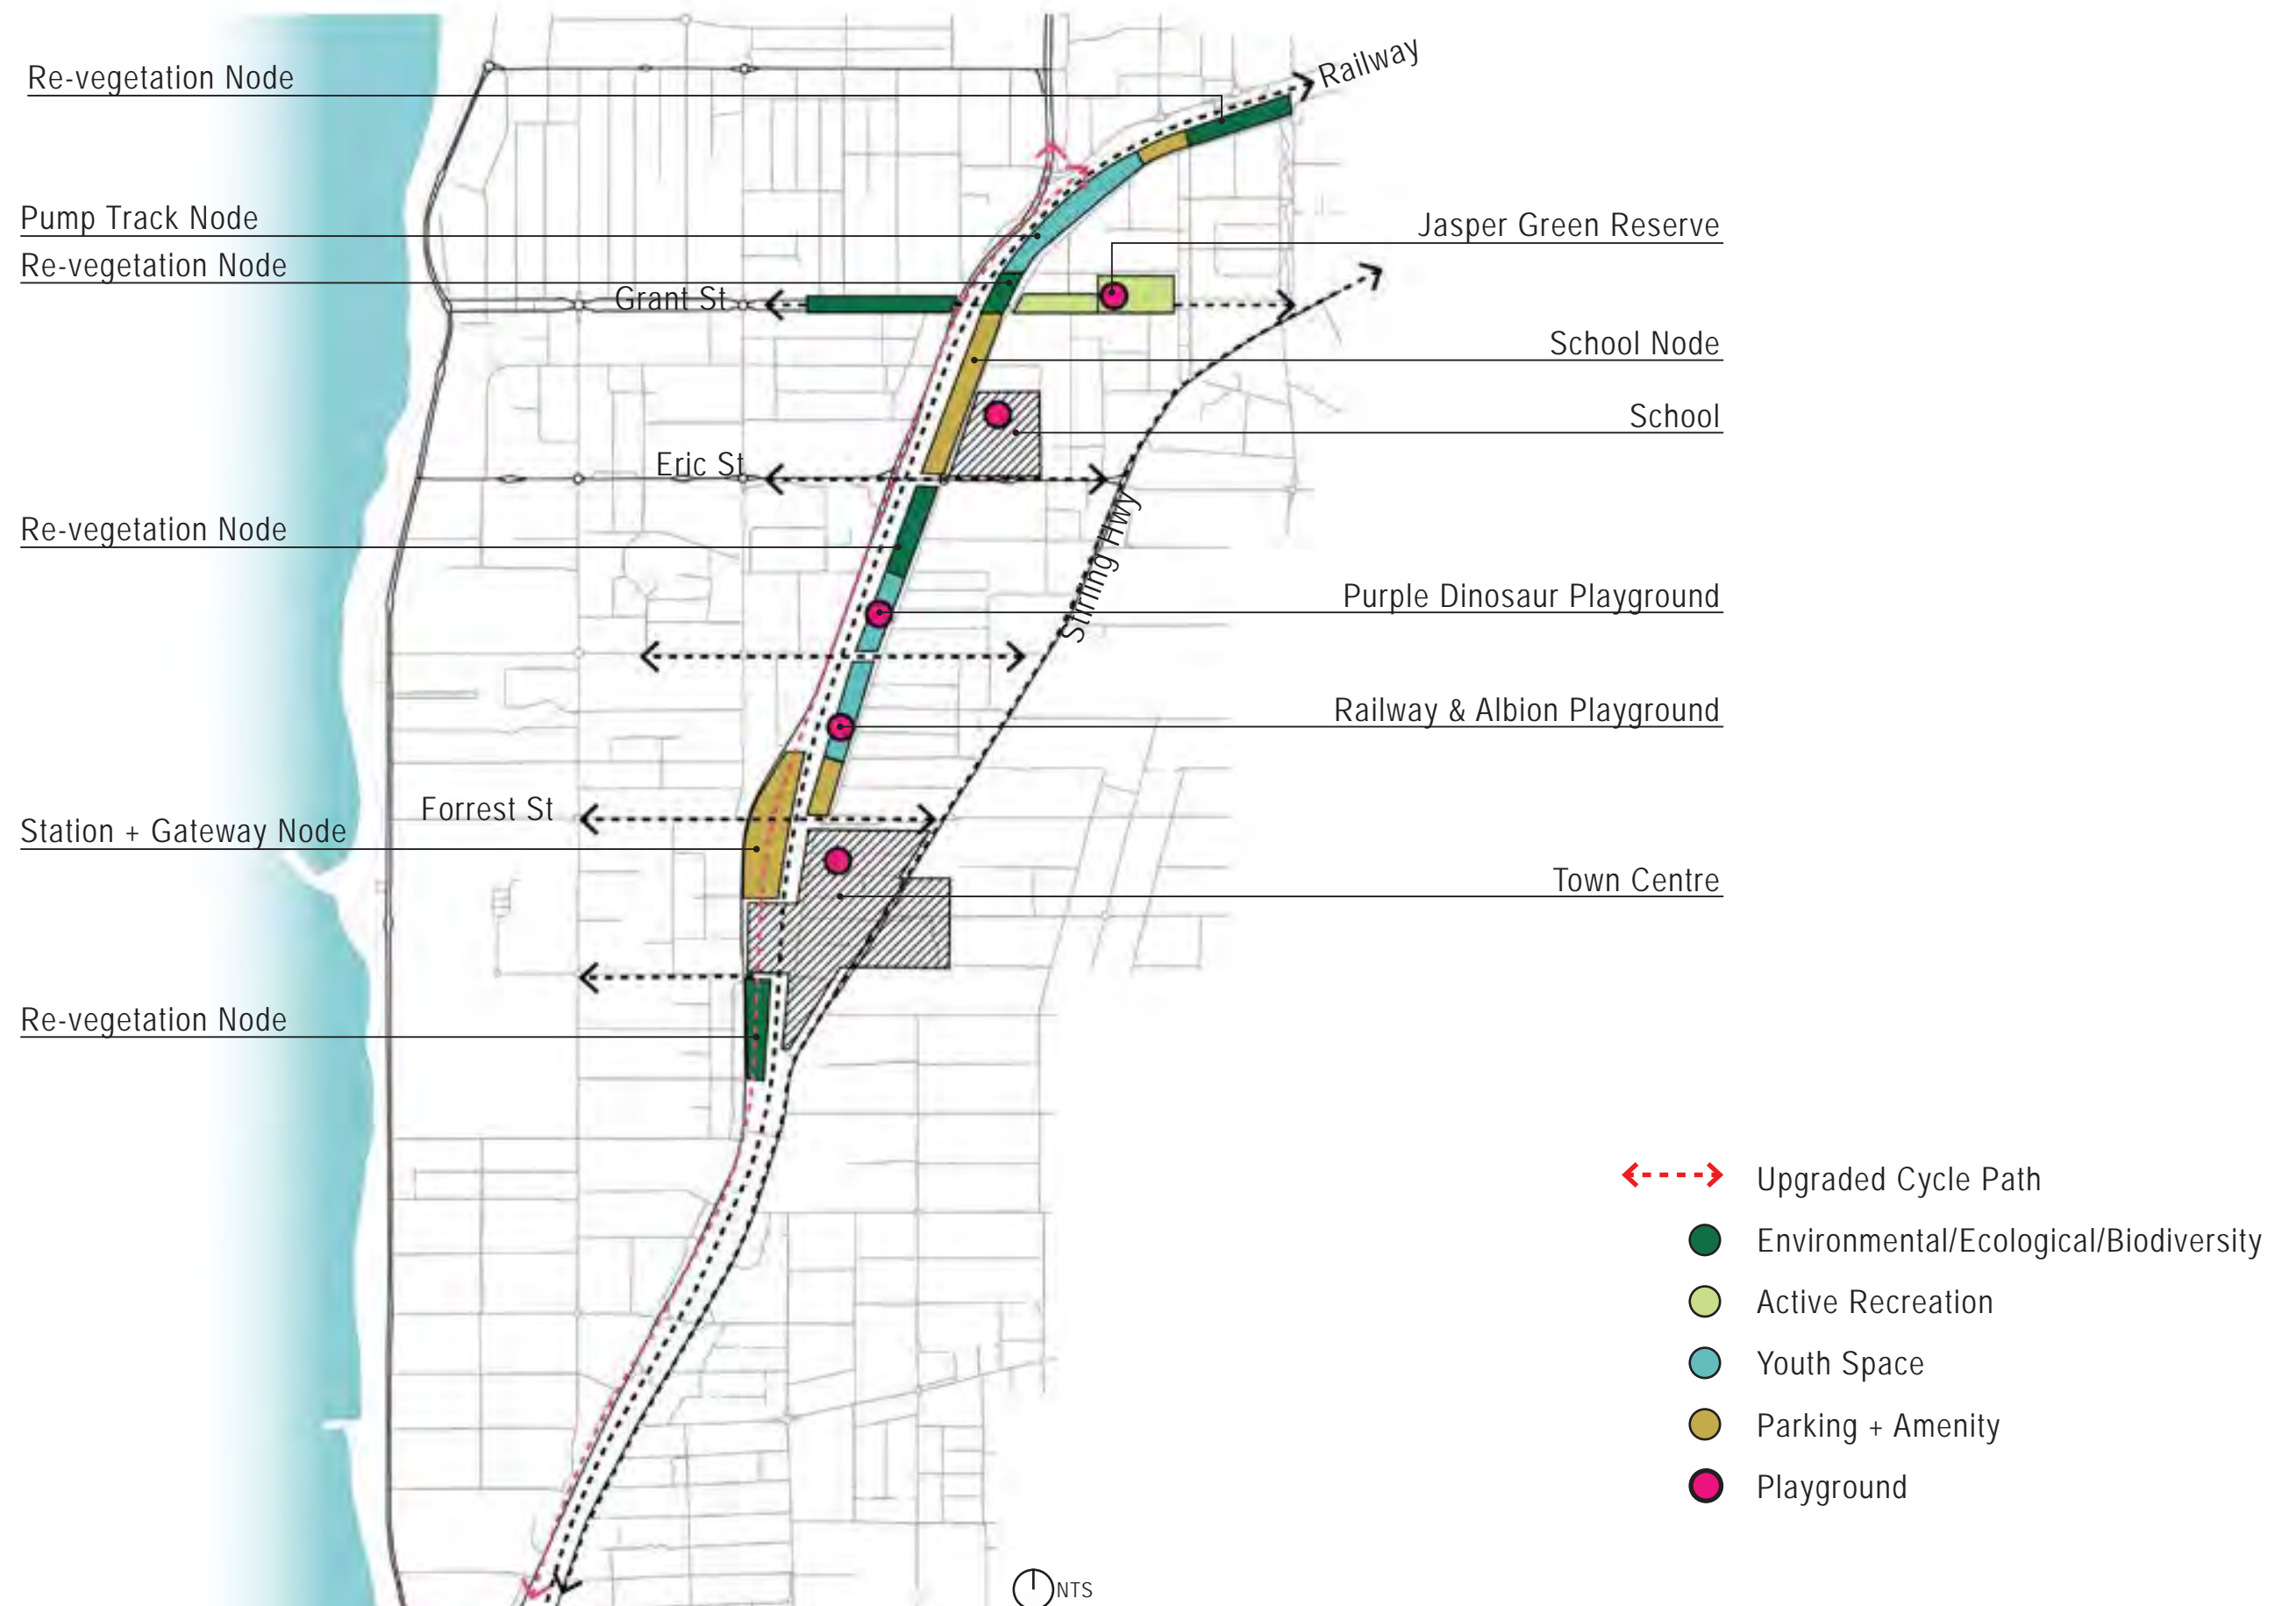 Re-vegetation Node
Railway
Pump Track Node
Jasper Green Reserve
Re-vegetation Node
Grant St
School Node
School
Eric St
Stirling Hwy
Re-vegetation Node
Purple Dinosaur Playground
Railway & Albion Playground
Forrest St
Station + Gateway Node
Town Centre
Re-vegetation Node
Upgraded Cycle Path
Environmental/Ecological/Biodiversity
Active Recreation
Youth Space
Parking + Amenity
Playground
NTS